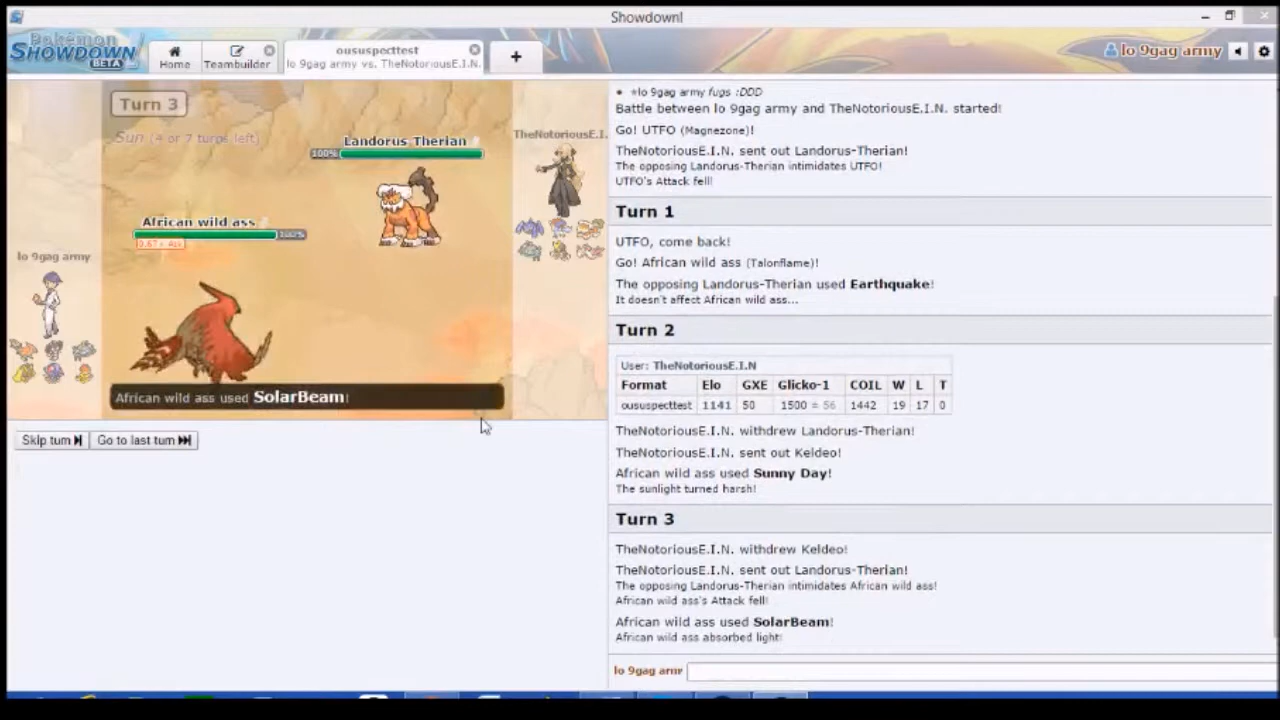 Showdown!
Pokémon
SHOWDOWN
BETA
Home
Teambuilder
oususpecttest
lo 9gag army vs. TheNotoriousE.I.N.
+
lo 9gag army
Turn 3
Sun (4 or 7 turns left)
Landorus Therian
100%
African wild ass
100%
0.67× Atk
lo 9gag army
TheNotoriousE.I.
African wild ass used SolarBeam!
Skip turn
Go to last turn
• ☆lo 9gag army fugs :DDD
Battle between lo 9gag army and TheNotoriousE.I.N. started!
Go! UTFO (Magnezone)!
TheNotoriousE.I.N. sent out Landorus-Therian!
The opposing Landorus-Therian intimidates UTFO!
UTFO's Attack fell!
Turn 1
UTFO, come back!
Go! African wild ass (Talonflame)!
The opposing Landorus-Therian used Earthquake!
It doesn't affect African wild ass...
Turn 2
User: TheNotoriousE.I.N
Format Elo GXE Glicko-1 COIL W L T
oususpecttest 1141 50 1500 ± 56 1442 19 17 0
TheNotoriousE.I.N. withdrew Landorus-Therian!
TheNotoriousE.I.N. sent out Keldeo!
African wild ass used Sunny Day!
The sunlight turned harsh!
Turn 3
TheNotoriousE.I.N. withdrew Keldeo!
TheNotoriousE.I.N. sent out Landorus-Therian!
The opposing Landorus-Therian intimidates African wild ass!
African wild ass's Attack fell!
African wild ass used SolarBeam!
African wild ass absorbed light!
lo 9gag army